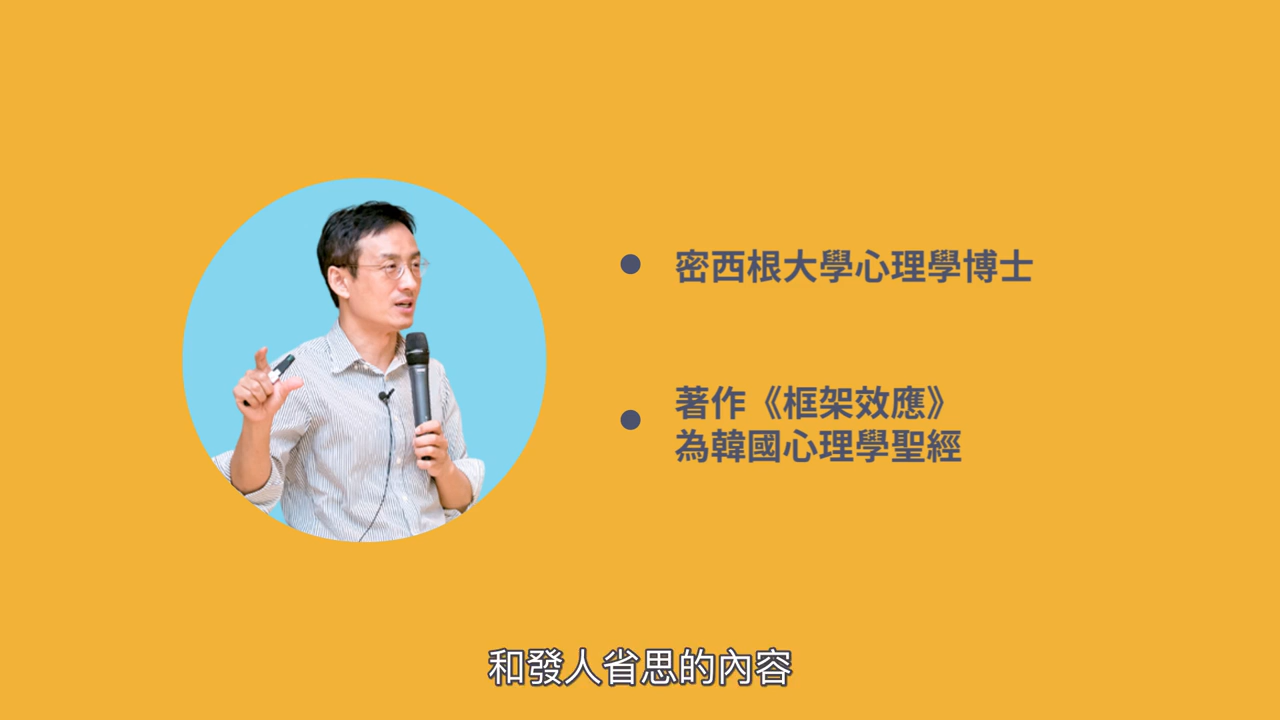 密西根大學心理學博士
著作《框架效應》
為韓國心理學聖經
和發人省思的內容